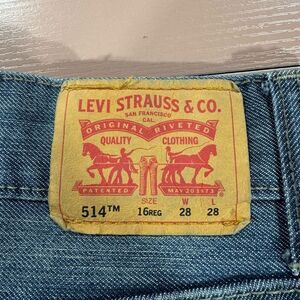 LEVI STRAUSS & CO.
SAN FRANCISCO
CAL.
ORIGINAL RIVETED
QUALITY CLOTHING
PATENTED MAY 20 1873
SIZE W L
514™ 16REG 28 28